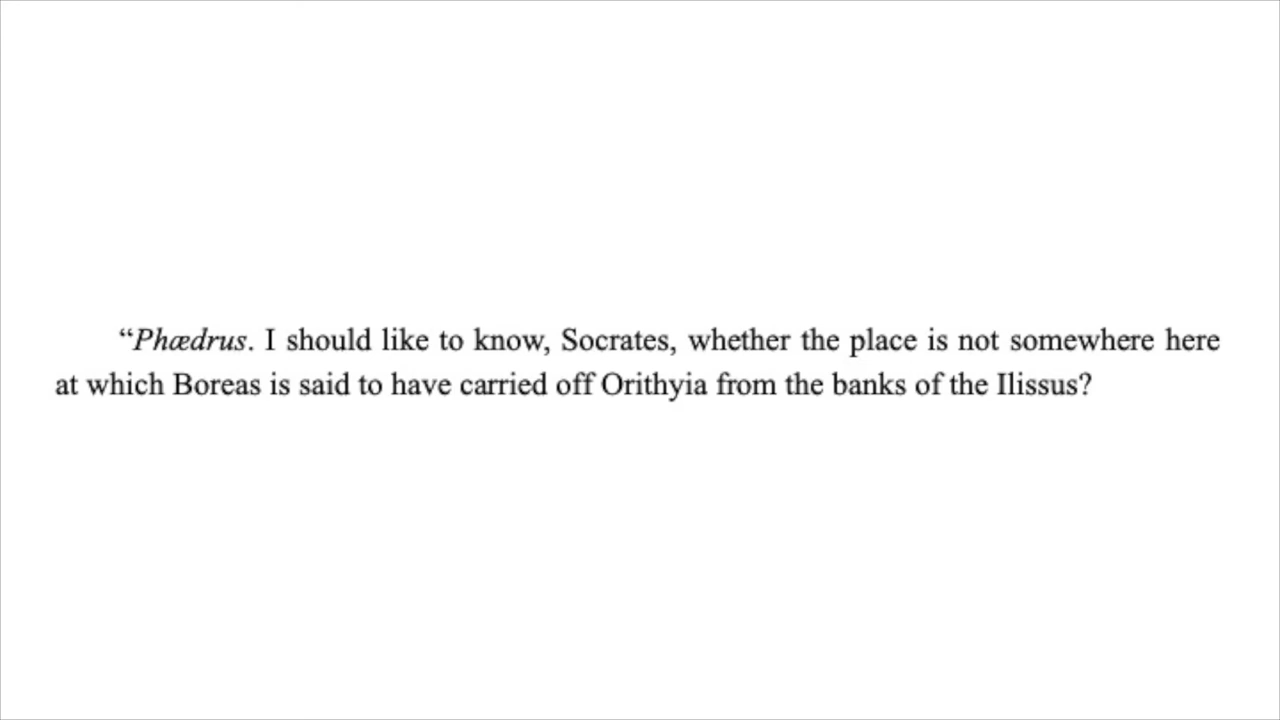 “Phædrus. I should like to know, Socrates, whether the place is not somewhere here
at which Boreas is said to have carried off Orithyia from the banks of the Ilissus?